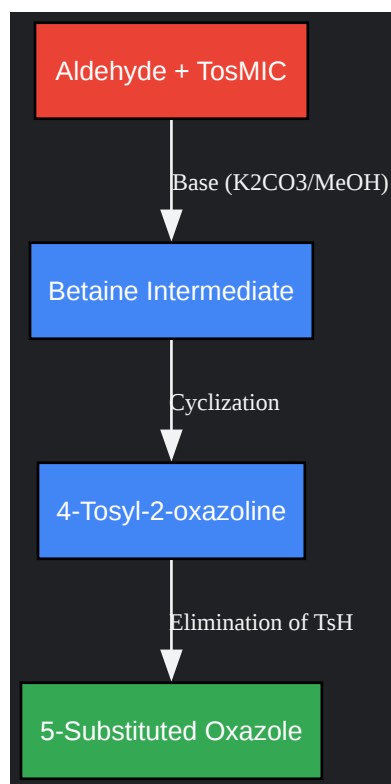 Aldehyde + TosMIC
Base (K2CO3/MeOH)
Betaine Intermediate
Cyclization
4-Tosyl-2-oxazoline
Elimination of TsH
5-Substituted Oxazole